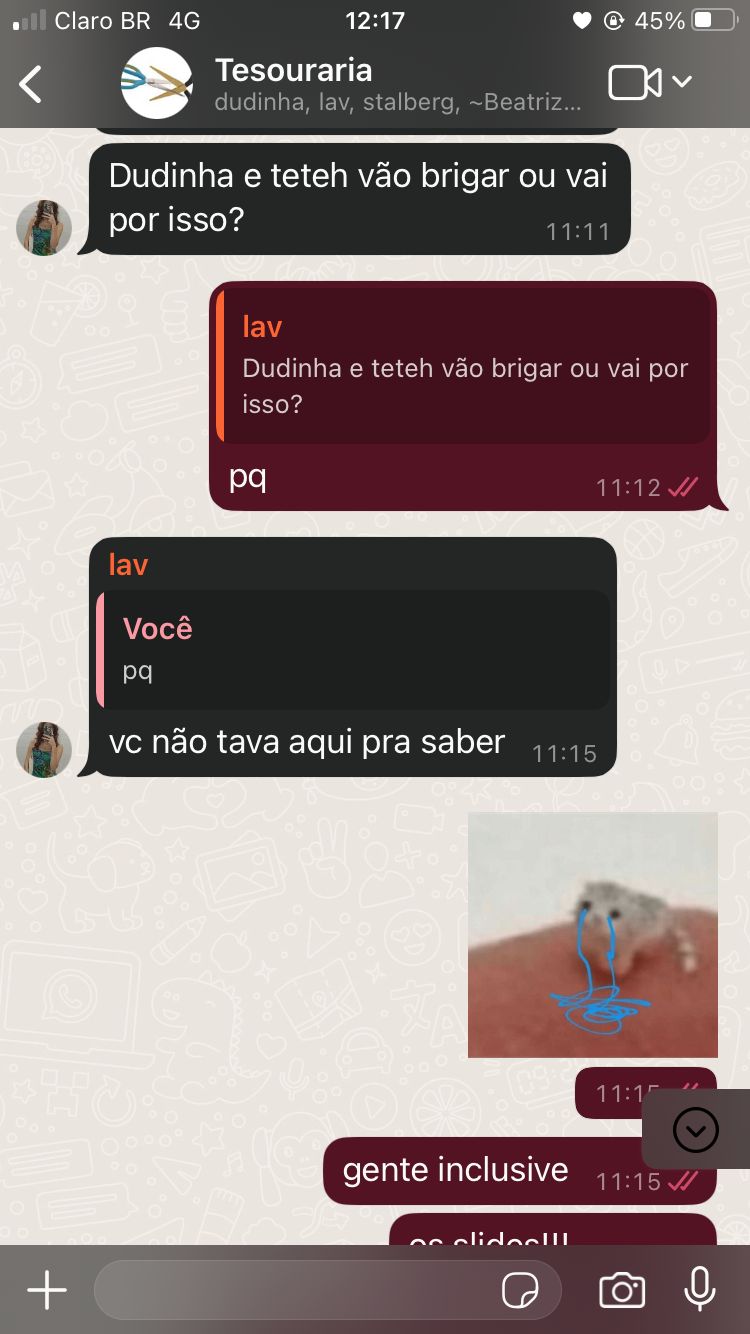 Claro BR 4G 12:17 45%
Tesouraria
dudinha, lav, stalberg, ~Beatriz...
Dudinha e teteh vão brigar ou vai
por isso?
11:11
lav
Dudinha e teteh vão brigar ou vai por
isso?
pq
11:12
lav
Você
pq
vc não tava aqui pra saber
11:15
11:15
gente inclusive
11:15
os slides!!!